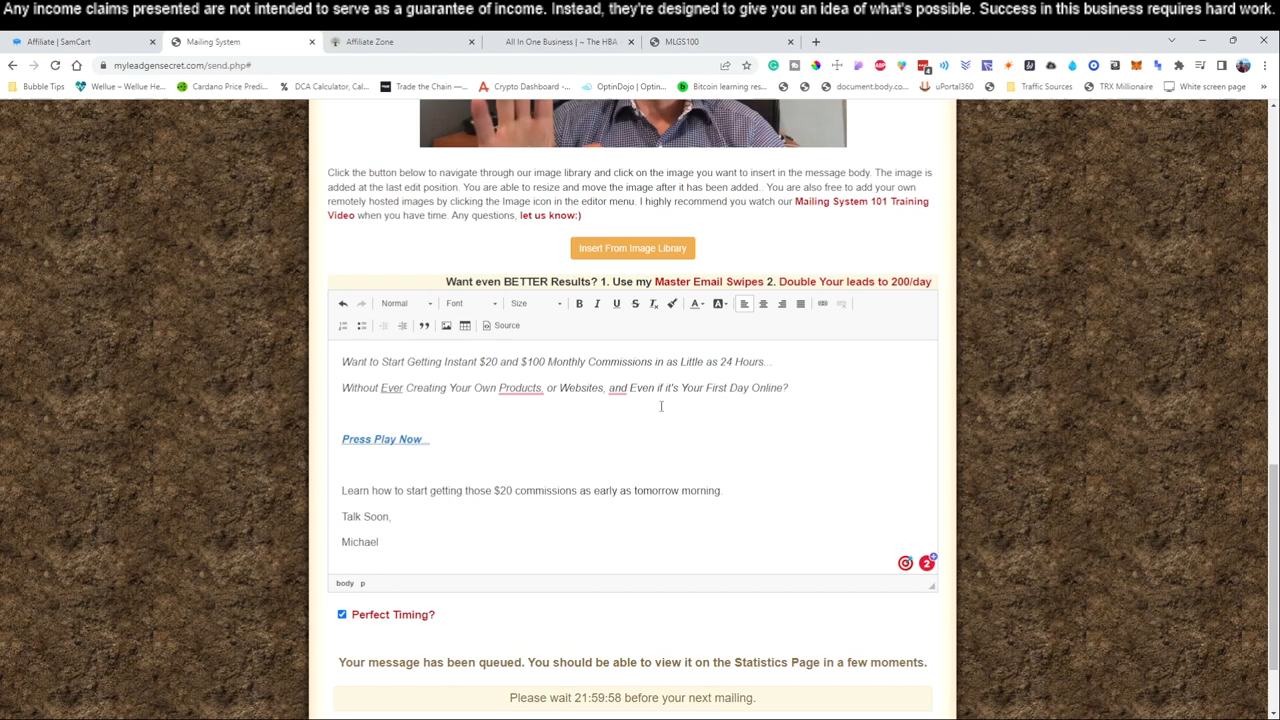 Any income claims presented are not intended to serve as a guarantee of income. Instead, they're designed to give you an idea of what's possible. Success in this business requires hard work.
Affiliate | SamCart
Mailing System
Affiliate Zone
All In One Business | ~ The HBA
MLGS100
myleadgensecret.com/send.php#
Bubble Tips
Wellue – Wellue He...
Cardano Price Predi...
DCA Calculator, Cal...
Trade the Chain —...
Crypto Dashboard -...
OptinDojo | Optin...
Bitcoin learning res...
document.body.co...
uPortal360
Traffic Sources
TRX Millionaire
White screen page
Click the button below to navigate through our image library and click on the image you want to insert in the message body. The image is
added at the last edit position. You are able to resize and move the image after it has been added.. You are also free to add your own
remotely hosted images by clicking the Image icon in the editor menu. I highly recommend you watch our Mailing System 101 Training
Video when you have time. Any questions, let us know:)
Insert From Image Library
Want even BETTER Results? 1. Use my Master Email Swipes 2. Double Your leads to 200/day
Normal
Font
Size
Source
Want to Start Getting Instant $20 and $100 Monthly Commissions in as Little as 24 Hours...
Without Ever Creating Your Own Products, or Websites, and Even if it's Your First Day Online?
Press Play Now...
Learn how to start getting those $20 commissions as early as tomorrow morning.
Talk Soon,
Michael
2
body p
Perfect Timing?
Your message has been queued. You should be able to view it on the Statistics Page in a few moments.
Please wait 21:59:58 before your next mailing.